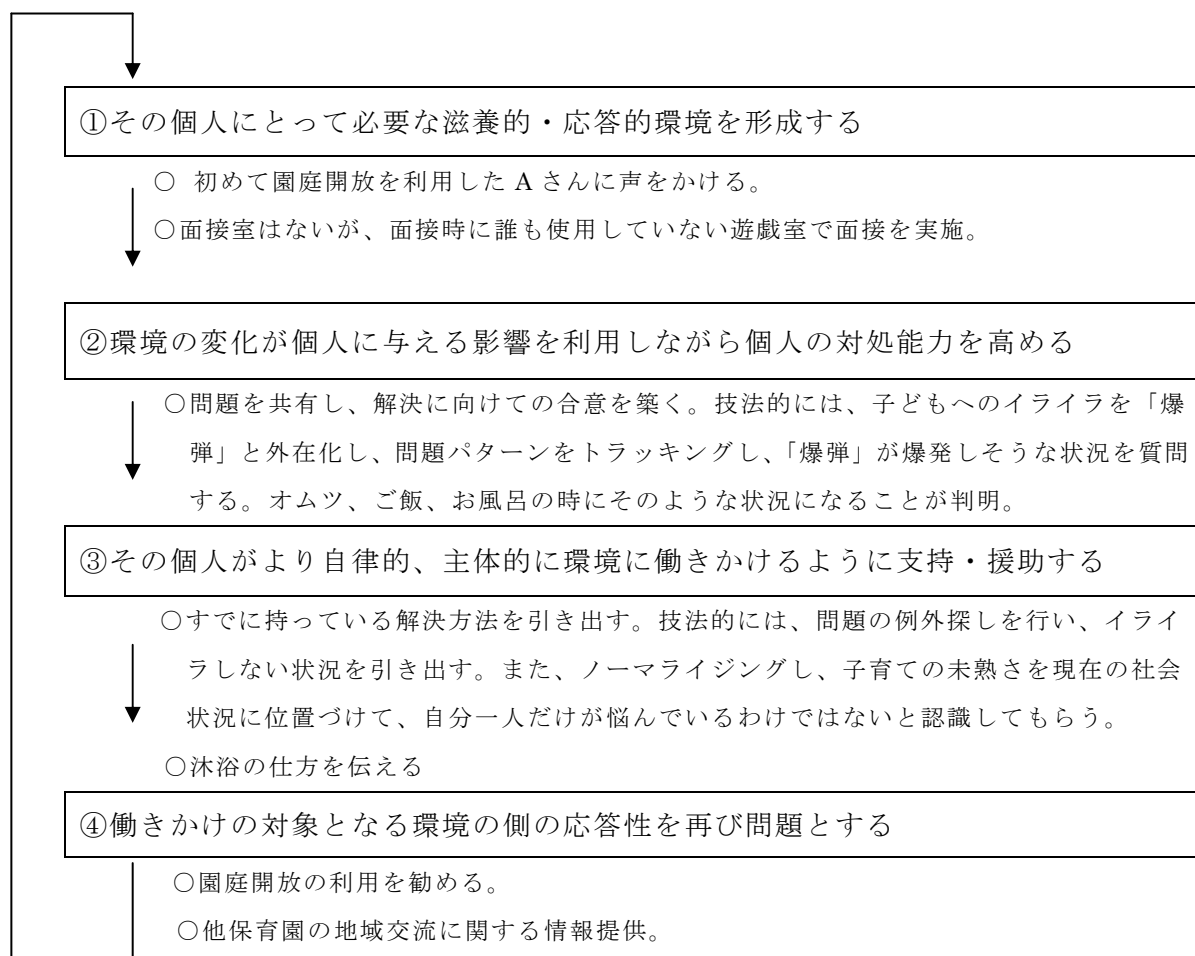 ①その個人にとって必要な滋養的・応答的環境を形成する
○ 初めて園庭開放を利用した A さんに声をかける。
○面接室はないが、面接時に誰も使用していない遊戯室で面接を実施。
②環境の変化が個人に与える影響を利用しながら個人の対処能力を高める
○問題を共有し、解決に向けての合意を築く。技法的には、子どもへのイライラを「爆
弾」と外在化し、問題パターンをトラッキングし、「爆弾」が爆発しそうな状況を質問
する。オムツ、ご飯、お風呂の時にそのような状況になることが判明。
③その個人がより自律的、主体的に環境に働きかけるように支持・援助する
○すでに持っている解決方法を引き出す。技法的には、問題の例外探しを行い、イライ
ラしない状況を引き出す。また、ノーマライジングし、子育ての未熟さを現在の社会
状況に位置づけて、自分一人だけが悩んでいるわけではないと認識してもらう。
○沐浴の仕方を伝える
④働きかけの対象となる環境の側の応答性を再び問題とする
○園庭開放の利用を勧める。
○他保育園の地域交流に関する情報提供。